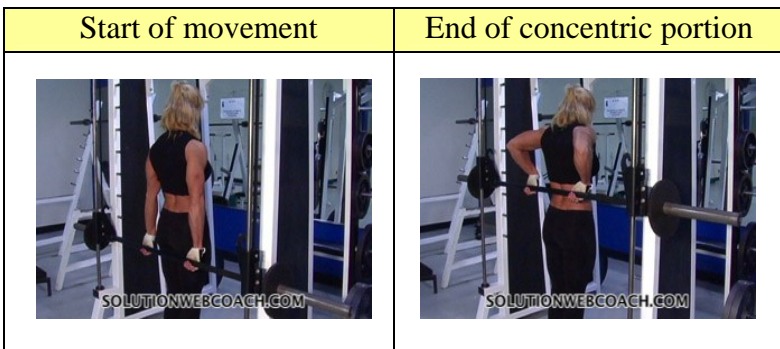 Start of movement
End of concentric portion
SOLUTIONWEBCOACH.COM
SOLUTIONWEBCOACH.COM